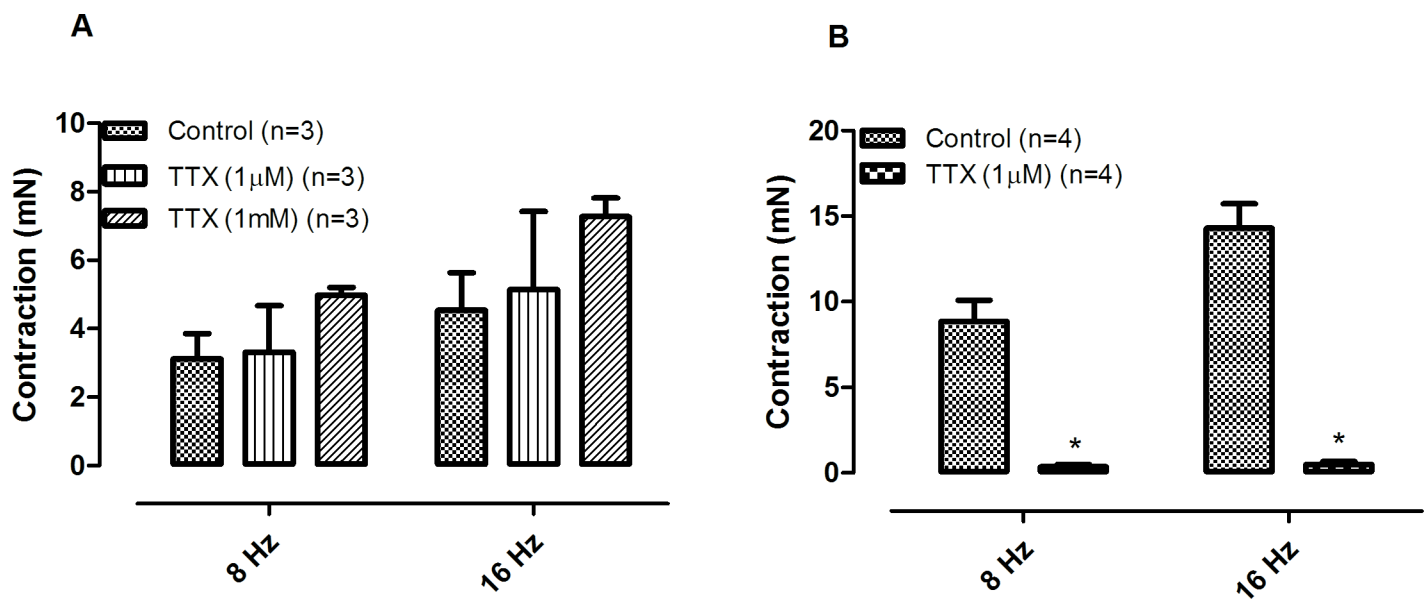 A
Contraction (mN)
10
8
6
4
2
0
Control (n=3)
TTX (1μM) (n=3)
TTX (1mM) (n=3)
8 Hz
16 Hz
B
Contraction (mN)
20
15
10
5
0
Control (n=4)
TTX (1μM) (n=4)
*
*
8 Hz
16 Hz